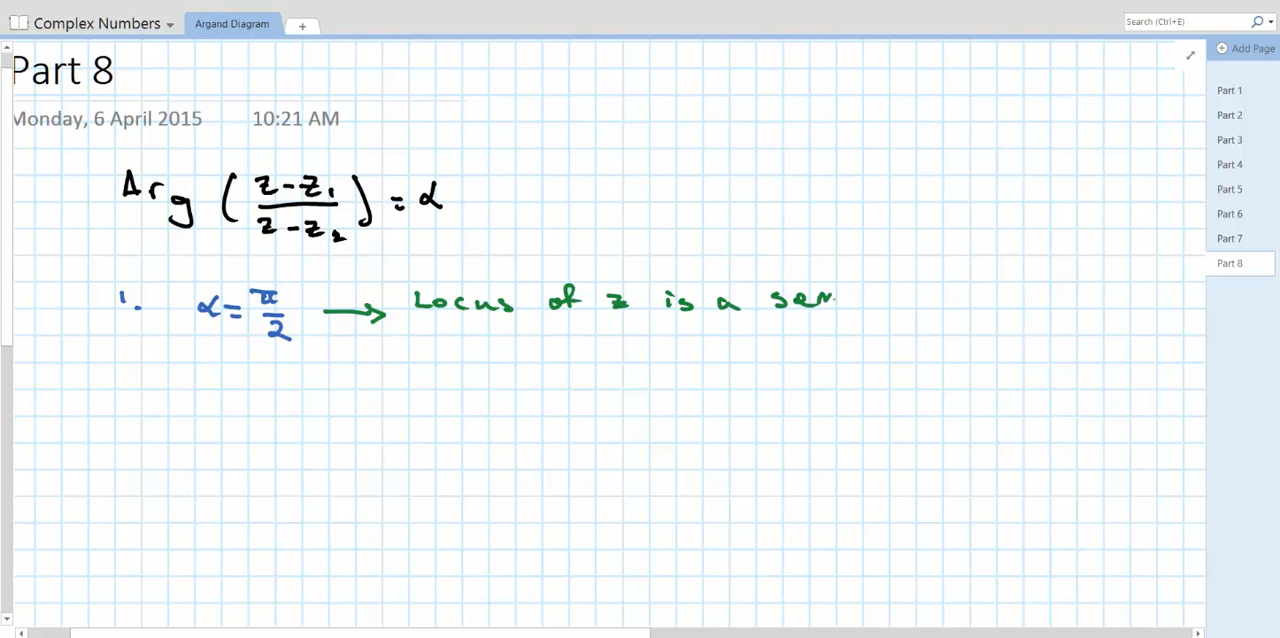 Complex Numbers
Argand Diagram
+
Search (Ctrl+E)
Part 8
Add Page
Monday, 6 April 2015 10:21 AM
Part 1
Part 2
Part 3
Part 4
Part 5
Part 6
Part 7
Part 8
Arg ( z-z₁ / z-z₂ ) = α
1. α = π/2 → Locus of z is a sem